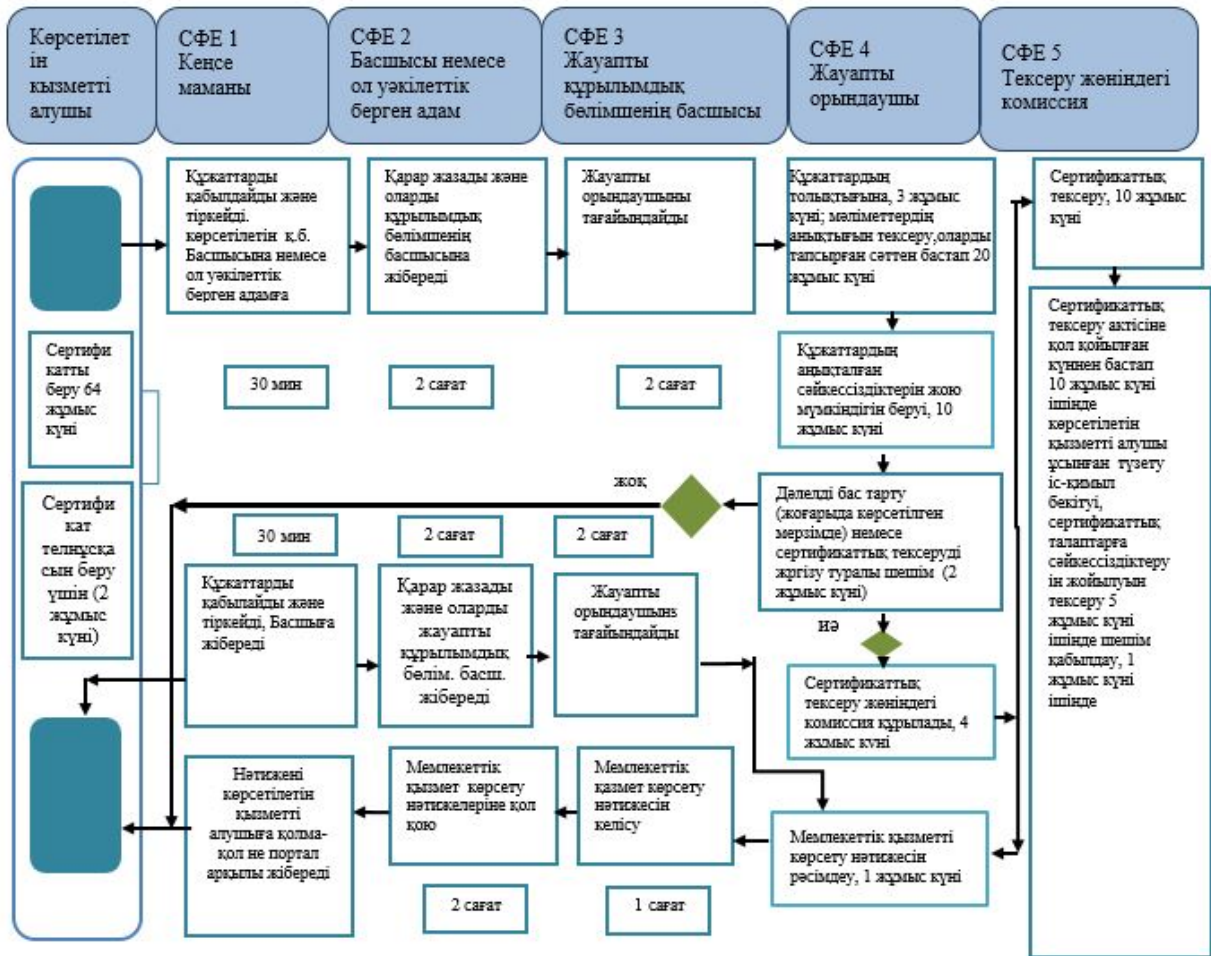 Көрсетілет
ін
қызметті
алушы
СФЕ 1
Кеңсе
маманы
СФЕ 2
Басшысы немесе
ол уәкілеттік
берген адам
СФЕ 3
Жауапты
құрылымдық
бөлімшенің басшысы
СФЕ 4
Жауапты
орындаушы
СФЕ 5
Тексеру жөніндегі
комиссия
Құжаттарды
қабылдайды және
тіркейді.
көрсетілетін қ.б.
Басшысына немесе
ол уәкілеттік
берген адамға
Қарар жазады және
оларды
құрылымдық
бөлімшенің
басшысына
жібереді
Жауапты
орындаушыны
тағайындайды
Құжаттардың
толықтығына, 3 жұмыс
күні; мәліметтердің
анықтығын тексеру,оларды
тапсырған сәттен бастап 20
жұмыс күні
Сертификаттық
тексеру, 10 жұмыс
күні
Сертифи
катты
беру 64
жұмыс
күні
30 мин
2 сағат
2 сағат
Құжаттардың
аңықталған
сәйкессіздіктерін жою
мүмкіндігін беруі, 10
жұмыс күні
Сертификаттық
тексеру актісіне
қол қойылған
күннен бастап
10 жұмыс күні
ішінде
көрсетілетін
қызметті алушы
ұсынған түзету
іс-қимыл
бекітуі,
сертификаттық
талаптарға
сәйкессіздіктеру
ін жойылуын
тексеру 5
жұмыс күні
ішінде шешім
қабылдау, 1
жұмыс күні
ішінде
Сертифи
кат
телнұсқа
сын беру
үшін (2
жұмыс
күні)
жоқ
Дәлелді бас тарту
(жоғарыда көрсетілген
мерзімде) немесе
сертификаттық тексеруді
жргізу туралы шешім (2
жұмыс күні)
30 мин
2 сағат
2 сағат
Құжаттарды
қабылайды және
тіркейді, Басшыға
жібереді
Қарар жазады
және оларды
жауапты
құрылымдық
бөлім. басш.
жібереді
Жауапты
орындаушынs
тағайындайды
иә
Сертификаттық
тексеру жөніндегі
комиссия құрылады, 4
жұмыс күні
Нәтижені
көрсетілетін
қызметті
алушыға қолма-
қол не портал
арқылы жібереді
Мемлекеттік
қызмет көрсету
нәтижелеріне қол
қою
Мемлекеттік
қазмет көрсету
нәтижесін
келісу
Мемлекеттік қызметті
көрсету нәтижесін
рәсімдеу, 1 жұмыс күні
2 сағат
1 сағат